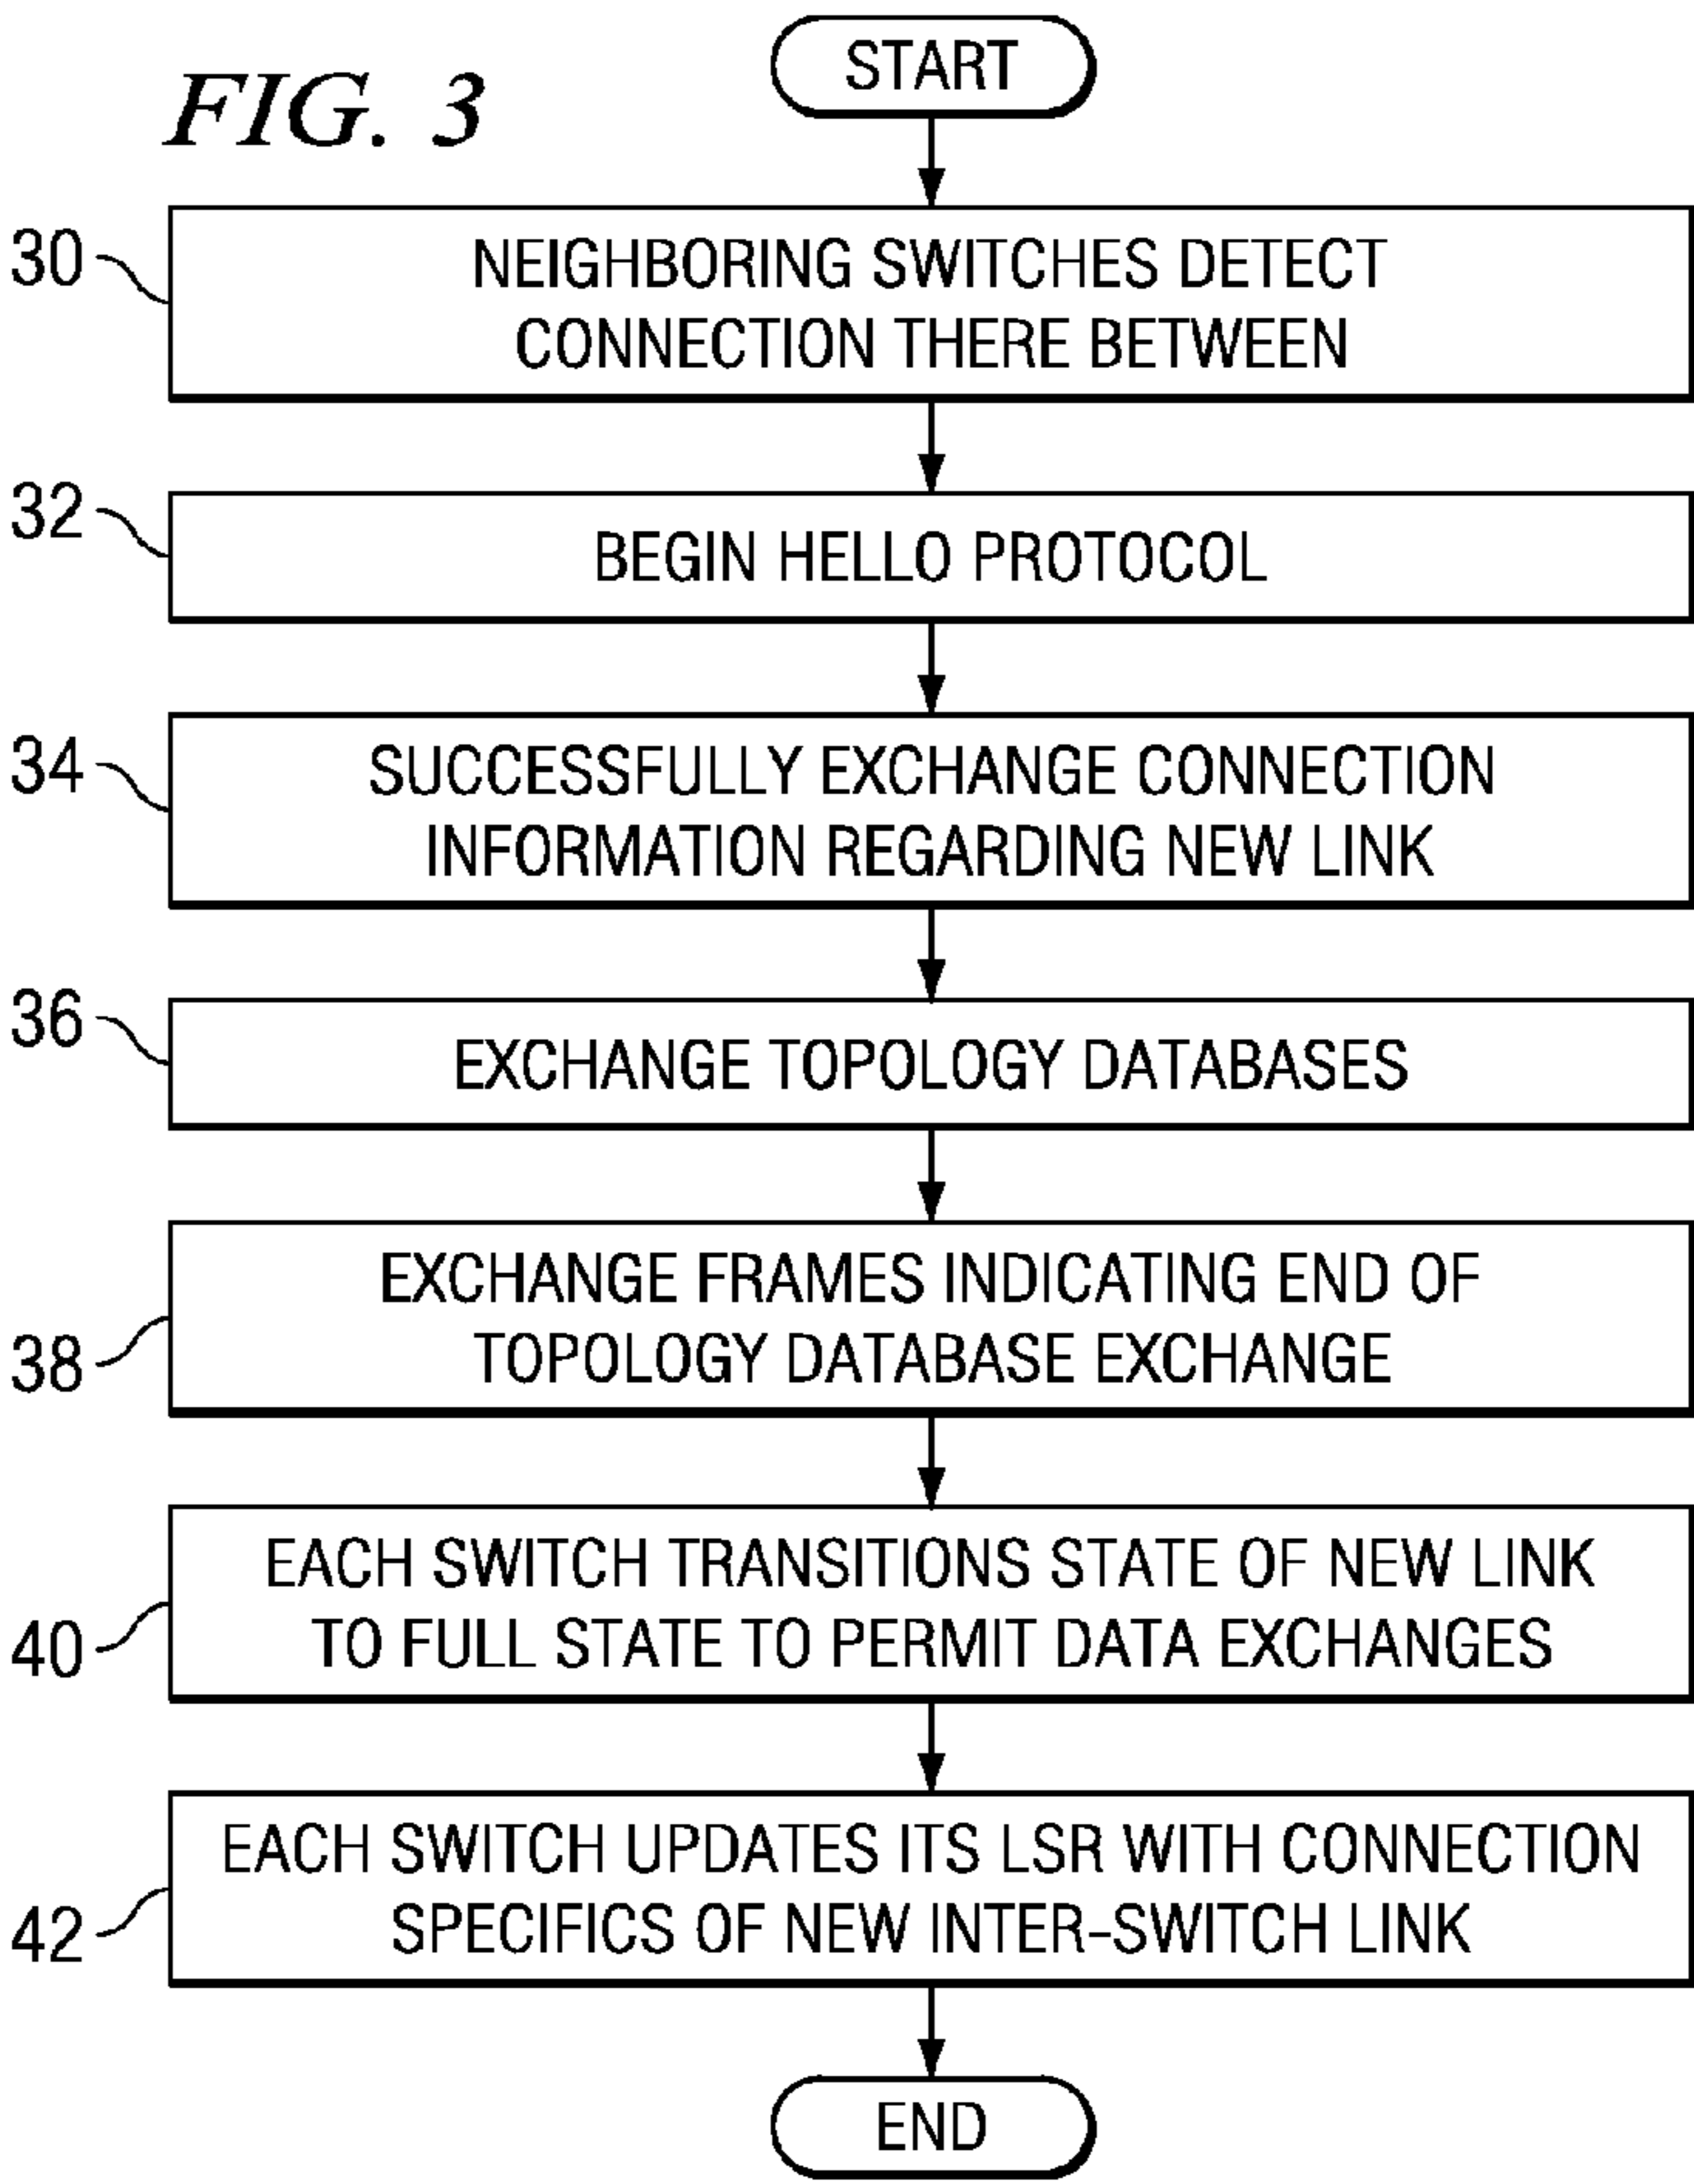 FIG. 3
START
30
NEIGHBORING SWITCHES DETECT
CONNECTION THERE BETWEEN
32
BEGIN HELLO PROTOCOL
34
SUCCESSFULLY EXCHANGE CONNECTION
INFORMATION REGARDING NEW LINK
36
EXCHANGE TOPOLOGY DATABASES
38
EXCHANGE FRAMES INDICATING END OF
TOPOLOGY DATABASE EXCHANGE
40
EACH SWITCH TRANSITIONS STATE OF NEW LINK
TO FULL STATE TO PERMIT DATA EXCHANGES
42
EACH SWITCH UPDATES ITS LSR WITH CONNECTION
SPECIFICS OF NEW INTER-SWITCH LINK
END